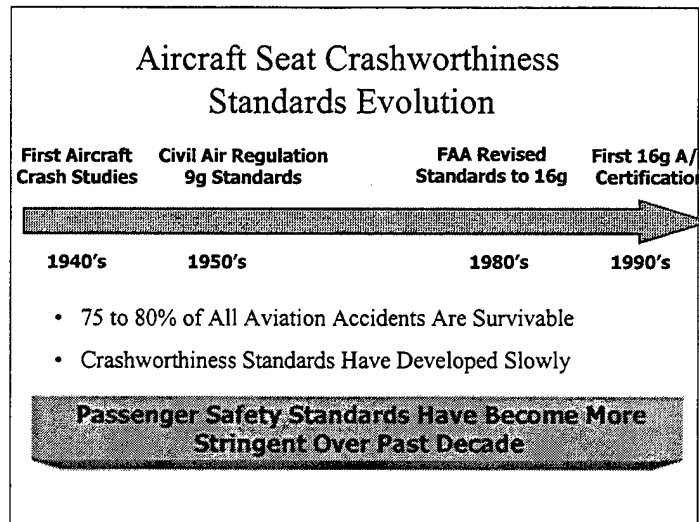 Aircraft Seat Crashworthiness
Standards Evolution
First Aircraft
Crash Studies
Civil Air Regulation
9g Standards
FAA Revised
Standards to 16g
First 16g A/
Certification
1940's
1950's
1980's
1990's
• 75 to 80% of All Aviation Accidents Are Survivable
• Crashworthiness Standards Have Developed Slowly
Passenger Safety Standards Have Become More
Stringent Over Past Decade